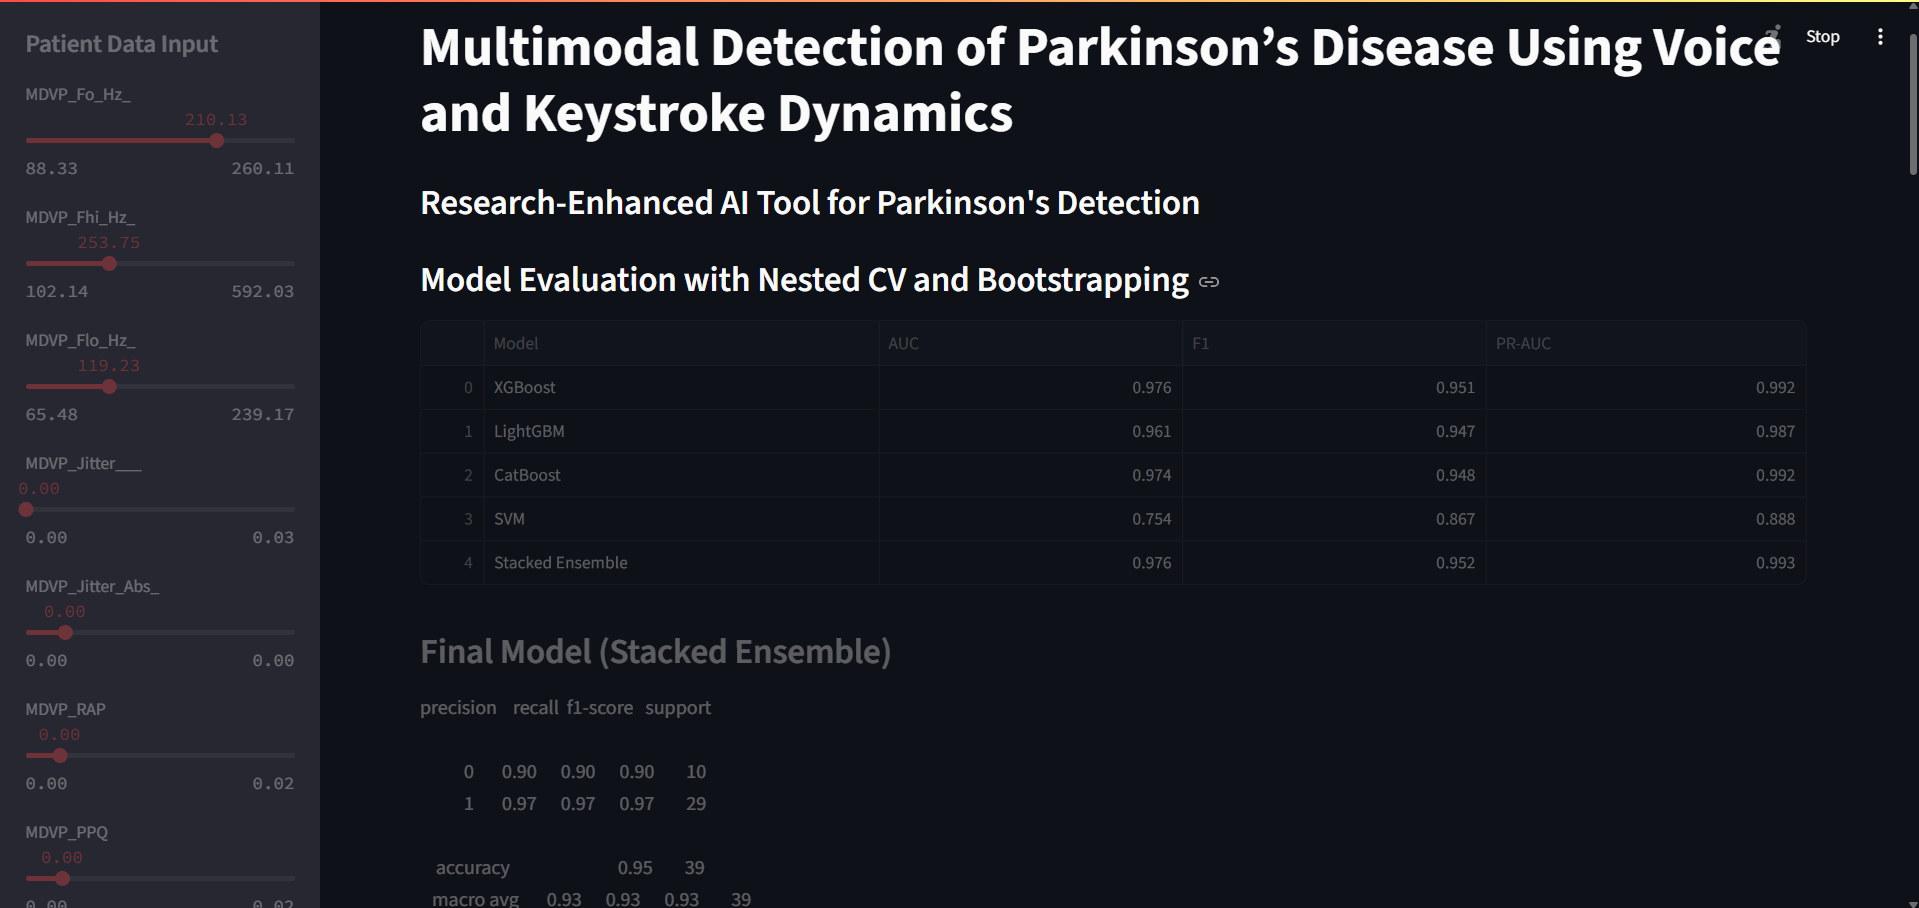 Patient Data Input
MDVP_Fo_Hz_
210.13
88.33 260.11
MDVP_Fhi_Hz_
253.75
102.14 592.03
MDVP_Flo_Hz_
119.23
65.48 239.17
MDVP_Jitter___
0.00
0.00 0.03
MDVP_Jitter_Abs_
0.00
0.00 0.00
MDVP_RAP
0.00
0.00 0.02
MDVP_PPQ
0.00
0.00 0.02
Stop
Multimodal Detection of Parkinson’s Disease Using Voice
and Keystroke Dynamics
Research-Enhanced AI Tool for Parkinson's Detection
Model Evaluation with Nested CV and Bootstrapping
Model AUC F1 PR-AUC
0 XGBoost 0.976 0.951 0.992
1 LightGBM 0.961 0.947 0.987
2 CatBoost 0.974 0.948 0.992
3 SVM 0.754 0.867 0.888
4 Stacked Ensemble 0.976 0.952 0.993
Final Model (Stacked Ensemble)
precision recall f1-score support
0 0.90 0.90 0.90 10
1 0.97 0.97 0.97 29
accuracy 0.95 39
macro avg 0.93 0.93 0.93 39